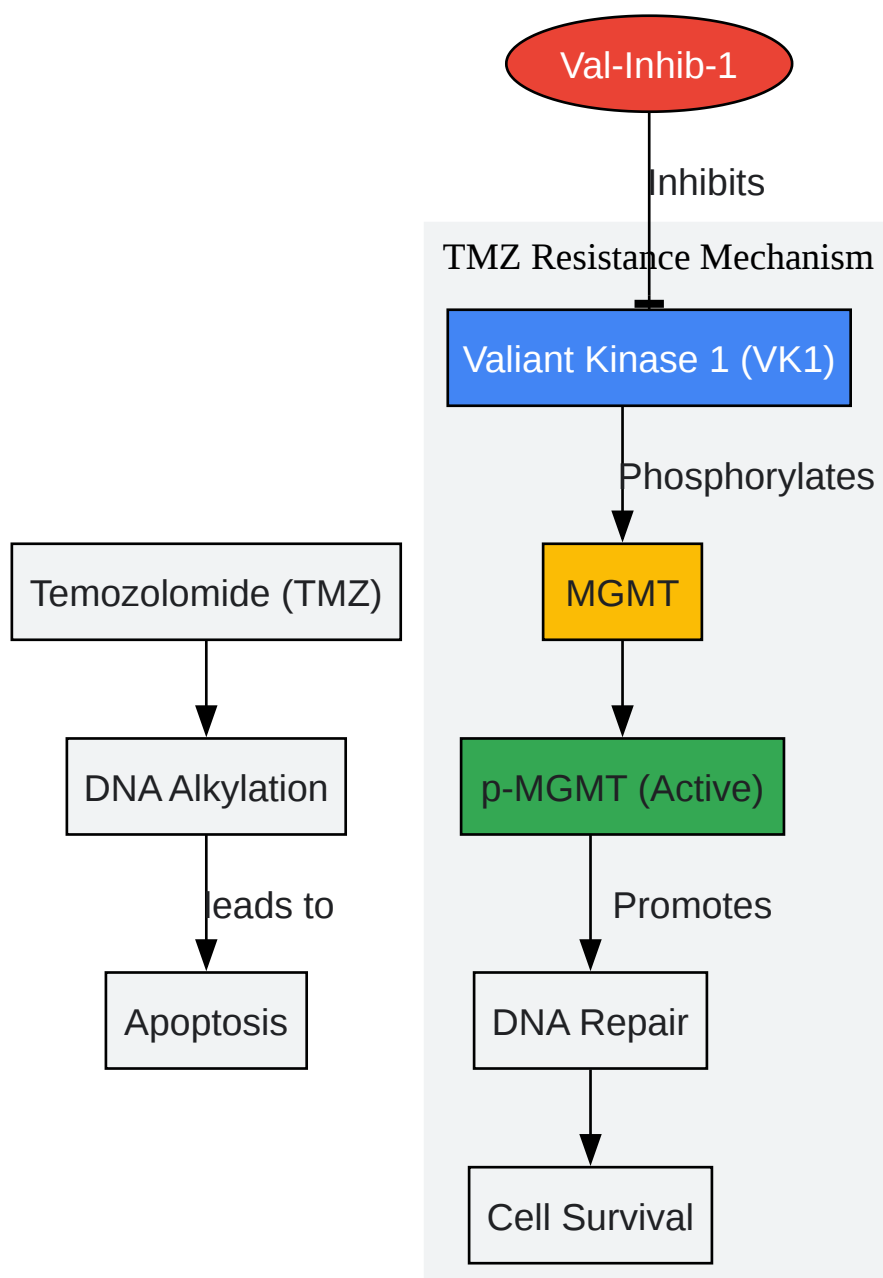 Val-Inhib-1
Inhibits
TMZ Resistance Mechanism
Valiant Kinase 1 (VK1)
Phosphorylates
Temozolomide (TMZ)
MGMT
DNA Alkylation
p-MGMT (Active)
leads to
Promotes
Apoptosis
DNA Repair
Cell Survival